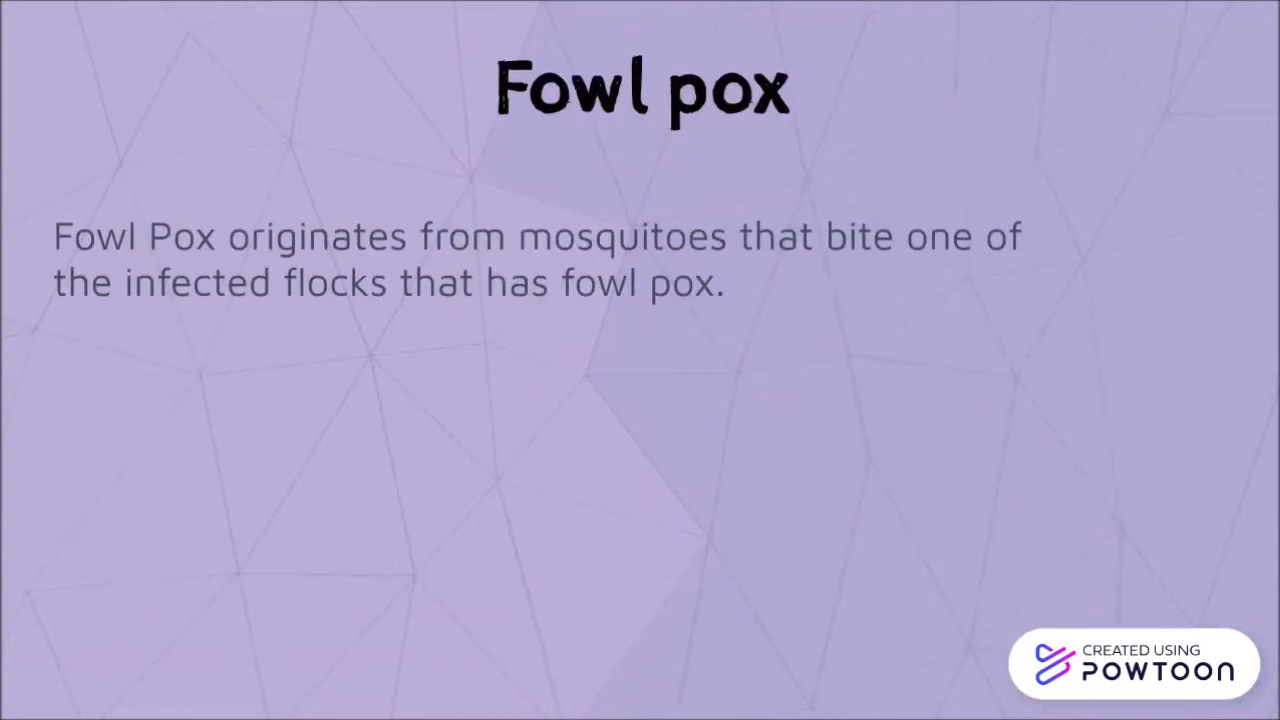 Fowl pox
Fowl Pox originates from mosquitoes that bite one of
the infected flocks that has fowl pox.
CREATED USING
POWTOON